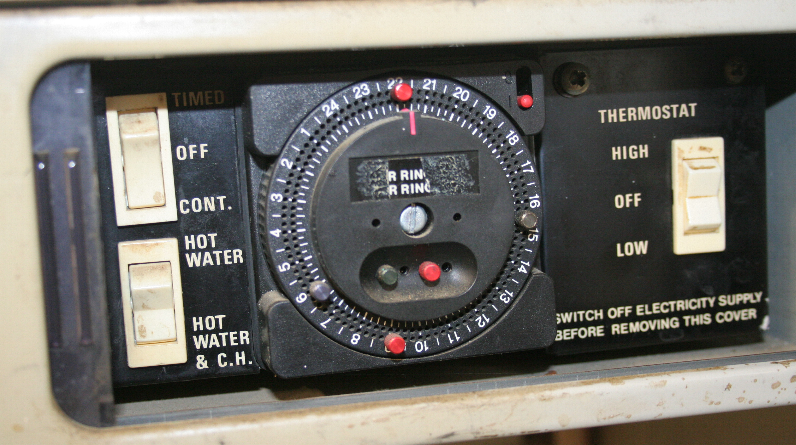 TIMED
OFF
CONT.
HOT
WATER
HOT
WATER
& C.H.
24
23
22
21
20
19
18
17
16
15
14
13
12
11
10
8
7
6
5
4
3
2
1
R RIN
R RING
THERMOSTAT
HIGH
OFF
LOW
SWITCH OFF ELECTRICITY SUPPLY
BEFORE REMOVING THIS COVER